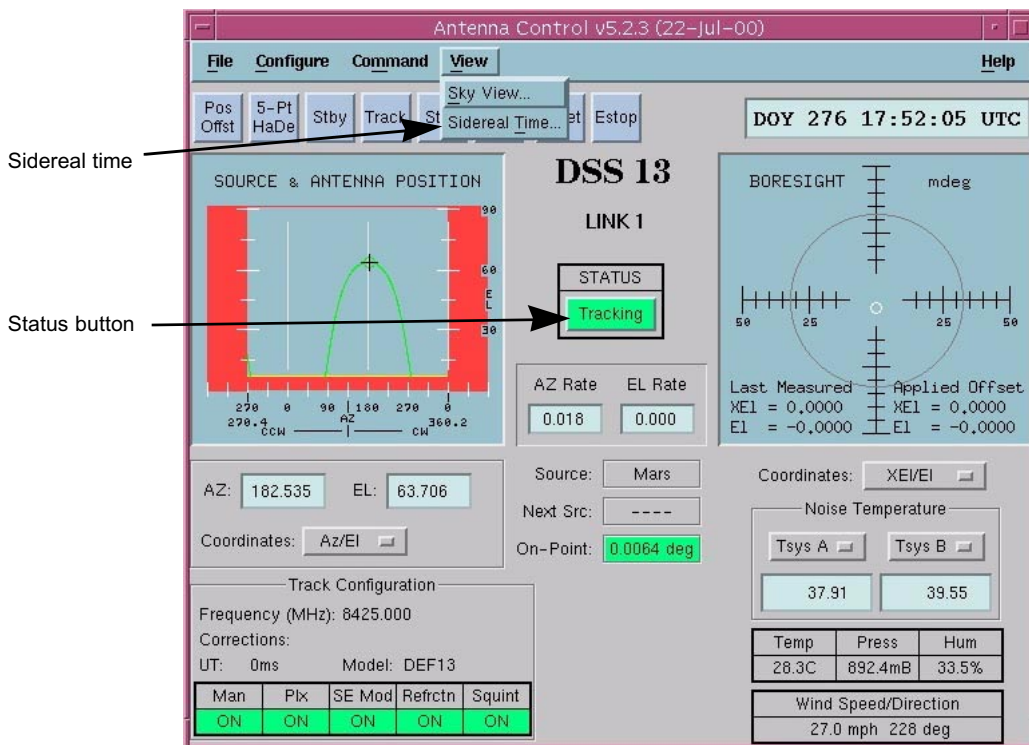 Antenna Control v5.2.3 (22-Jul-00)
File Configure Command View Help
Sky View...
Sidereal Time...
Pos Offst
5-Pt HaDe
Stby
Track
Estop
DOY 276 17:52:05 UTC
Sidereal time
Status button
SOURCE & ANTENNA POSITION
90
60
EL
30
270 0 90 180 270 0
270.4 AZ 360.2
CCW CW
DSS 13
LINK 1
STATUS
Tracking
AZ Rate EL Rate
0.018 0.000
BORESIGHT mdeg
50 25 25 50
Last Measured Applied Offset
XEl = 0.0000 XEl = 0.0000
El = -0.0000 El = -0.0000
AZ: 182.535 EL: 63.706
Coordinates: Az/El
Source: Mars
Next Src: ----
On-Point: 0.0064 deg
Coordinates: XEl/El
Noise Temperature
Tsys A Tsys B
37.91 39.55
Track Configuration
Frequency (MHz): 8425.000
Corrections:
UT: 0ms Model: DEF13
Man Plx SE Mod Refrctn Squint
ON ON ON ON ON
Temp Press Hum
28.3C 892.4mB 33.5%
Wind Speed/Direction
27.0 mph 228 deg